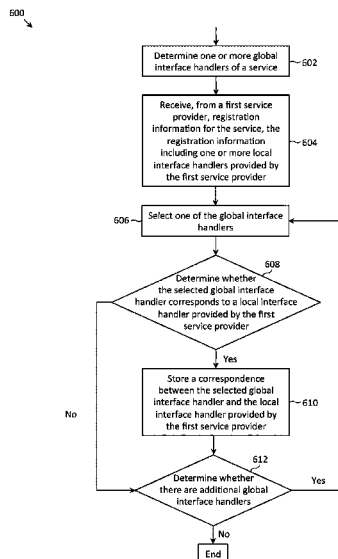 600
Determine one or more global
interface handlers of a service
602
Receive, from a first service
provider, registration
information for the service, the
registration information
including one or more local
interface handlers provided by
the first service provider
604
606
Select one of the global interface
handlers
608
Determine whether
the selected global interface
handler corresponds to a local interface
handler provided by the first
service provider
Yes
No
Store a correspondence
between the selected global
interface handler and the local
interface handler provided by
the first service provider
610
612
Determine whether
there are additional global
interface handlers
Yes
No
End